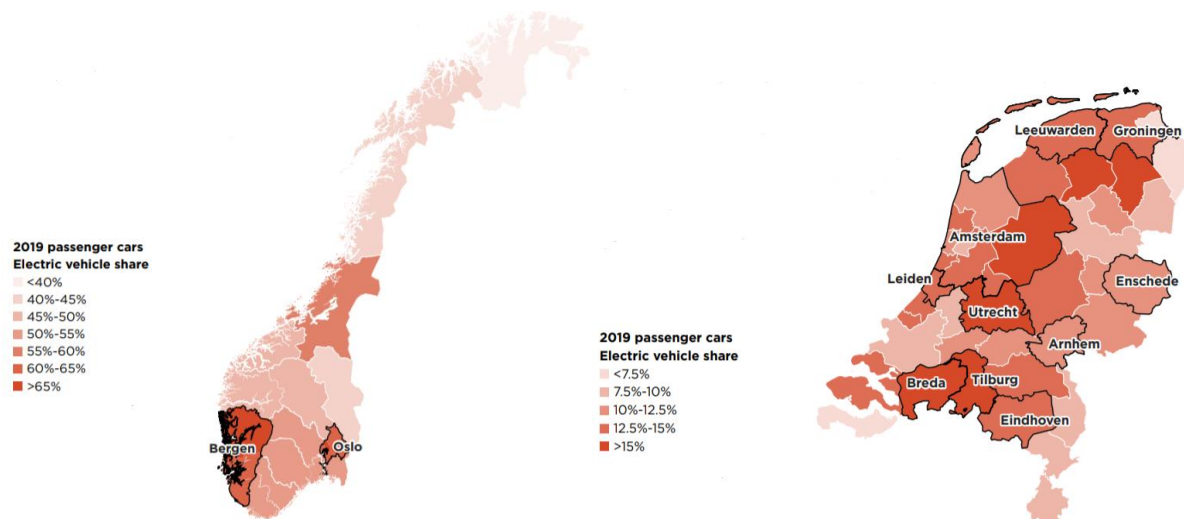 2019 passenger cars
Electric vehicle share
<40%
40%-45%
45%-50%
50%-55%
55%-60%
60%-65%
>65%
Bergen
Oslo
2019 passenger cars
Electric vehicle share
<7.5%
7.5%-10%
10%-12.5%
12.5%-15%
>15%
Leeuwarden
Groningen
Amsterdam
Leiden
Enschede
Utrecht
Arnhem
Breda
Tilburg
Eindhoven